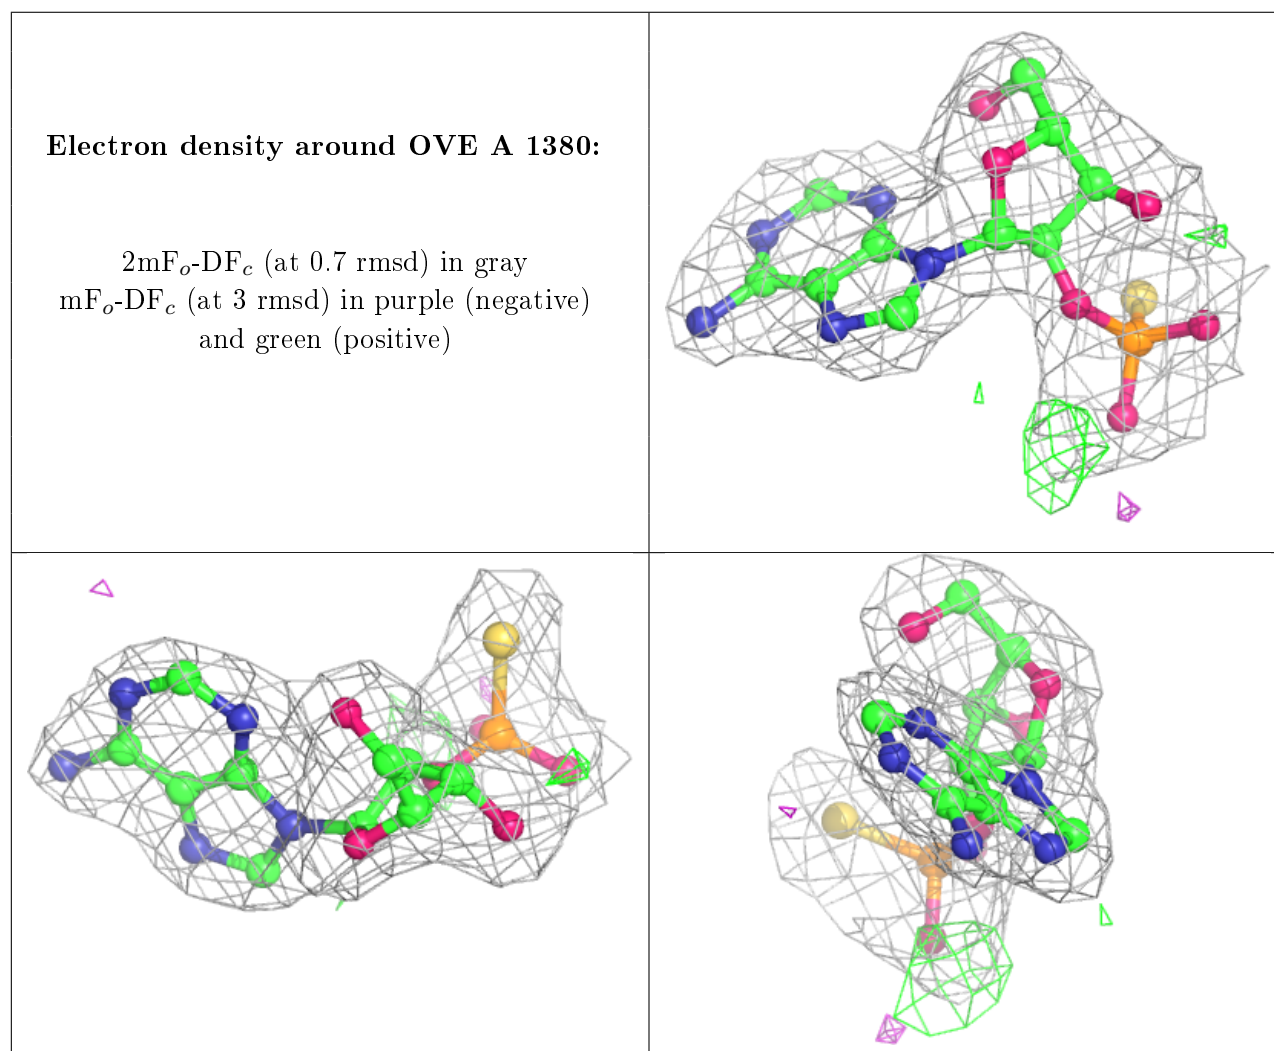 Electron density around OVE A 1380:
2mFo-DFc (at 0.7 rmsd) in gray
mFo-DFc (at 3 rmsd) in purple (negative)
and green (positive)